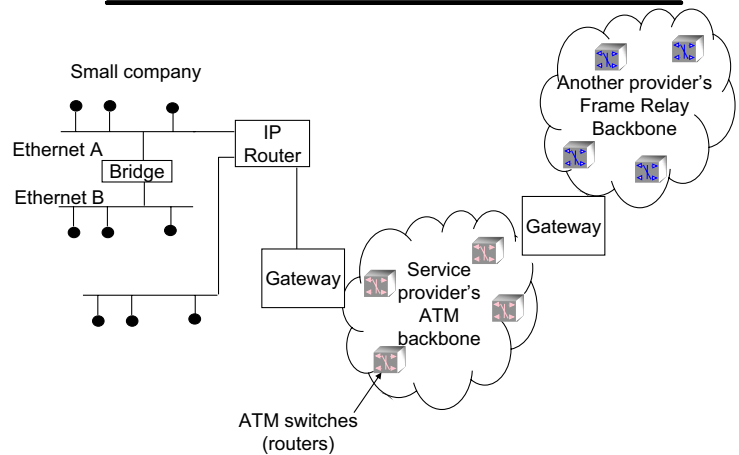 Small company
Ethernet A
Bridge
Ethernet B
IP
Router
Gateway
Service
provider's
ATM
backbone
ATM switches
(routers)
Gateway
Another provider's
Frame Relay
Backbone